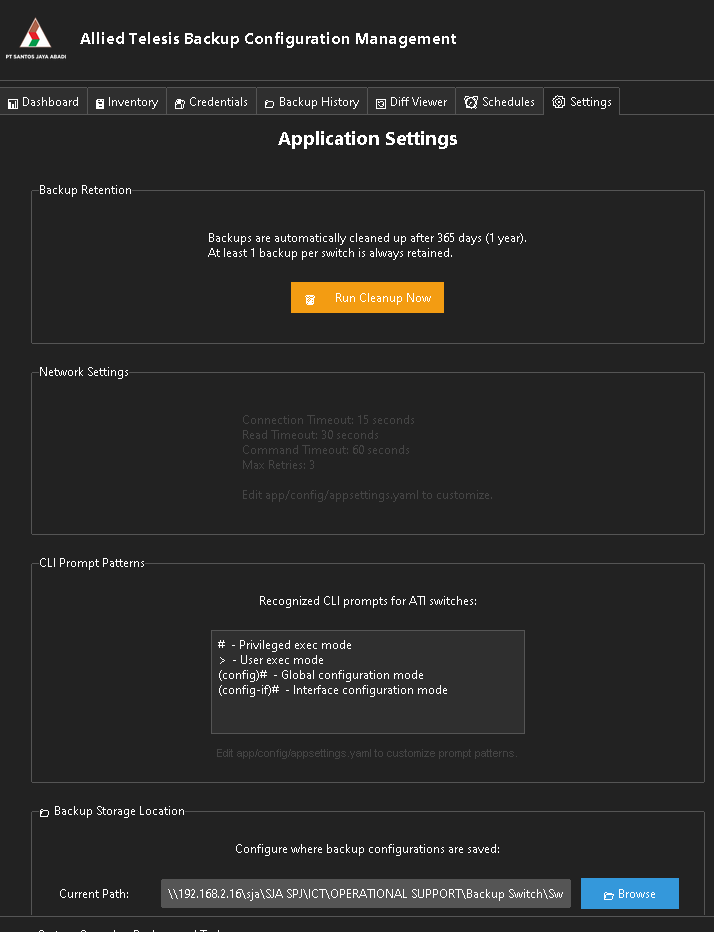 PT SANTOS JAYA ABADI
Allied Telesis Backup Configuration Management
Dashboard Inventory Credentials Backup History Diff Viewer Schedules Settings
Application Settings
Backup Retention
Backups are automatically cleaned up after 365 days (1 year).
At least 1 backup per switch is always retained.
Run Cleanup Now
Network Settings
Connection Timeout: 15 seconds
Read Timeout: 30 seconds
Command Timeout: 60 seconds
Max Retries: 3
Edit app/config/appsettings.yaml to customize.
CLI Prompt Patterns
Recognized CLI prompts for ATI switches:
# - Privileged exec mode
> - User exec mode
(config)# - Global configuration mode
(config-if)# - Interface configuration mode
Edit app/config/appsettings.yaml to customize prompt patterns.
Backup Storage Location
Configure where backup configurations are saved:
Current Path: \\192.168.2.16\sja\SJA SPJ\ICT\OPERATIONAL SUPPORT\Backup Switch\Sw Browse